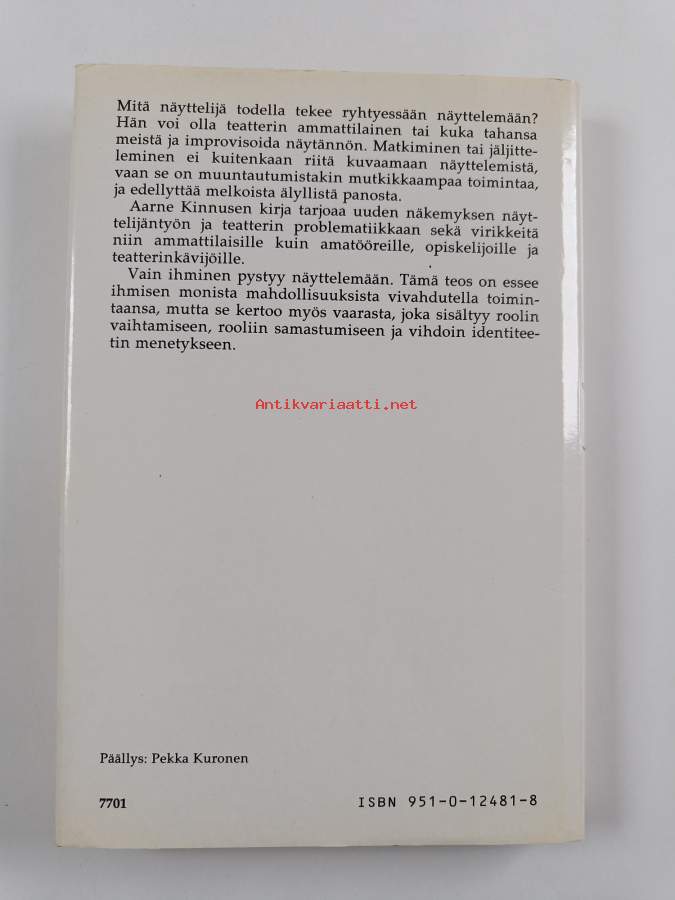 Mitä näyttelijä todella tekee ryhtyessään näyttelemään?
Hän voi olla teatterin ammattilainen tai kuka tahansa
meistä ja improvisoida näytännön. Matkiminen tai jäljitte-
leminen ei kuitenkaan riitä kuvaamaan näyttelemistä,
vaan se on muuntautumistakin mutkikkaampaa toimintaa,
ja edellyttää melkoista älyllistä panosta.
Aarne Kinnusen kirja tarjoaa uuden näkemyksen näyt-
telijäntyön ja teatterin problematiikkaan sekä virikkeitä
niin ammattilaisille kuin amatööreille, opiskelijoille ja
teatterinkävijöille.
Vain ihminen pystyy näyttelemään. Tämä teos on essee
ihmisen monista mahdollisuuksista vivahdutella toimin-
taansa, mutta se kertoo myös vaarasta, joka sisältyy roolin
vaihtamiseen, rooliin samastumiseen ja vihdoin identitee-
tin menetykseen.
Antikvariaatti.net
Päällys: Pekka Kuronen
7701
ISBN 951-0-12481-8